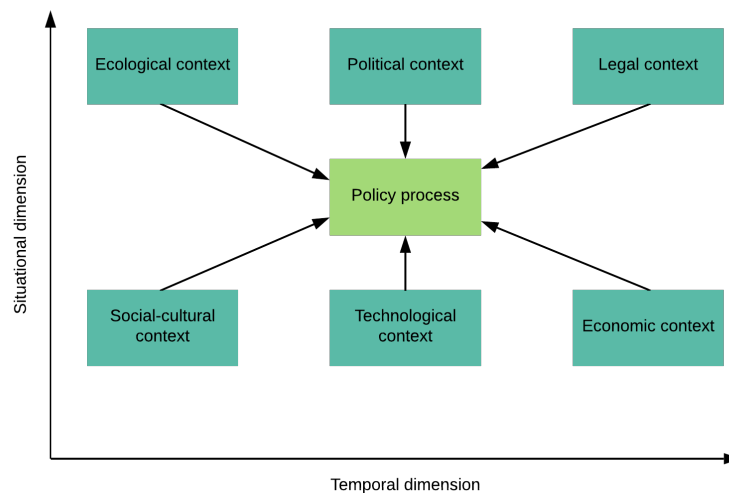 Ecological context
Political context
Legal context
Policy process
Situational dimension
Social-cultural
context
Technological
context
Economic context
Temporal dimension